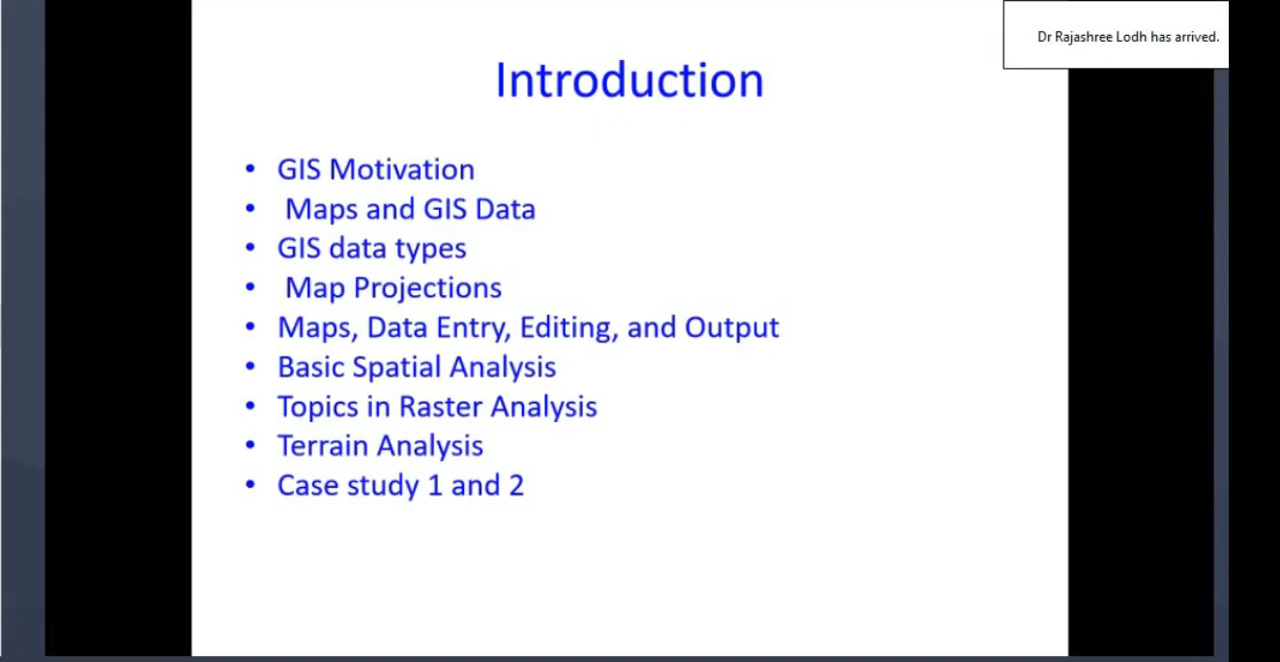 Dr Rajashree Lodh has arrived.
Introduction
• GIS Motivation
• Maps and GIS Data
• GIS data types
• Map Projections
• Maps, Data Entry, Editing, and Output
• Basic Spatial Analysis
• Topics in Raster Analysis
• Terrain Analysis
• Case study 1 and 2